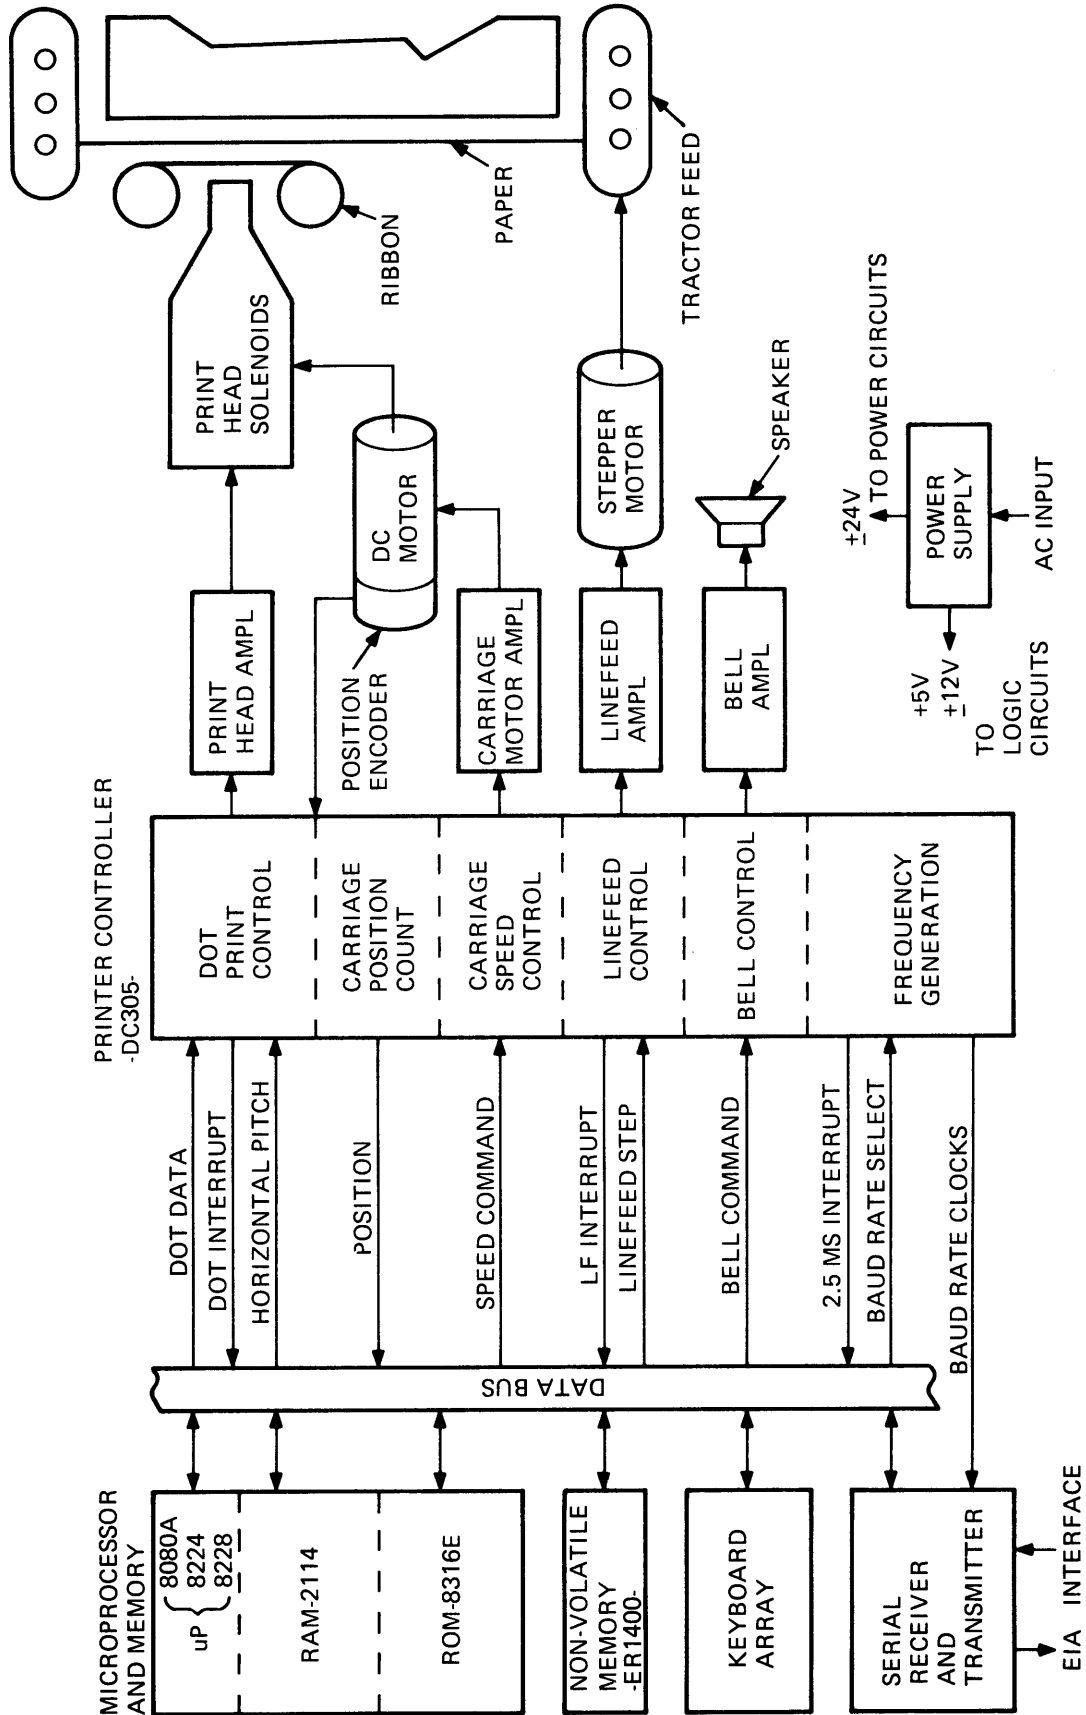 MICROPROCESSOR
AND MEMORY
uP
8080A
8224
8228
RAM-2114
ROM-8316E
NON-VOLATILE
MEMORY
-ER1400-
KEYBOARD
ARRAY
SERIAL
RECEIVER
AND
TRANSMITTER
EIA INTERFACE
DATA BUS
DOT DATA
DOT INTERRUPT
HORIZONTAL PITCH
POSITION
SPEED COMMAND
LF INTERRUPT
LINEFEED STEP
BELL COMMAND
2.5 MS INTERRUPT
BAUD RATE SELECT
BAUD RATE CLOCKS
PRINTER CONTROLLER
-DC305-
DOT
PRINT
CONTROL
CARRIAGE
POSITION
COUNT
CARRIAGE
SPEED
CONTROL
LINEFEED
CONTROL
BELL CONTROL
FREQUENCY
GENERATION
PRINT
HEAD AMPL
POSITION
ENCODER
CARRIAGE
MOTOR AMPL
LINEFEED
AMPL
BELL
AMPL
DC
MOTOR
STEPPER
MOTOR
SPEAKER
PRINT
HEAD
SOLENOIDS
RIBBON
PAPER
TRACTOR FEED
+5V
±12V
TO
LOGIC
CIRCUITS
±24V
TO POWER CIRCUITS
POWER
SUPPLY
AC INPUT